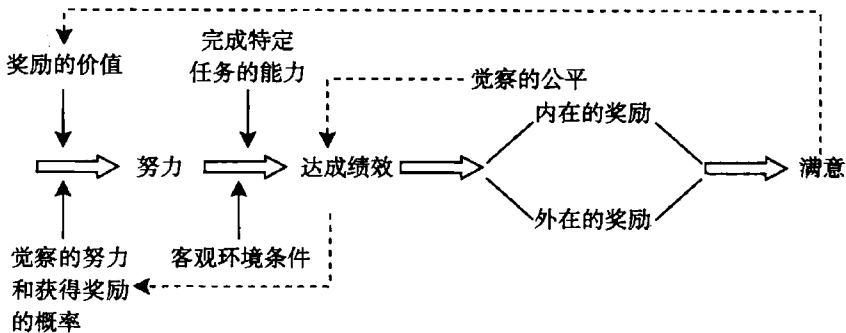 完成特定
任务的能力
奖励的价值
觉察的公平
内在的奖励
努力
达成绩效
满意
外在的奖励
觉察的努力
和获得奖励
的概率
客观环境条件